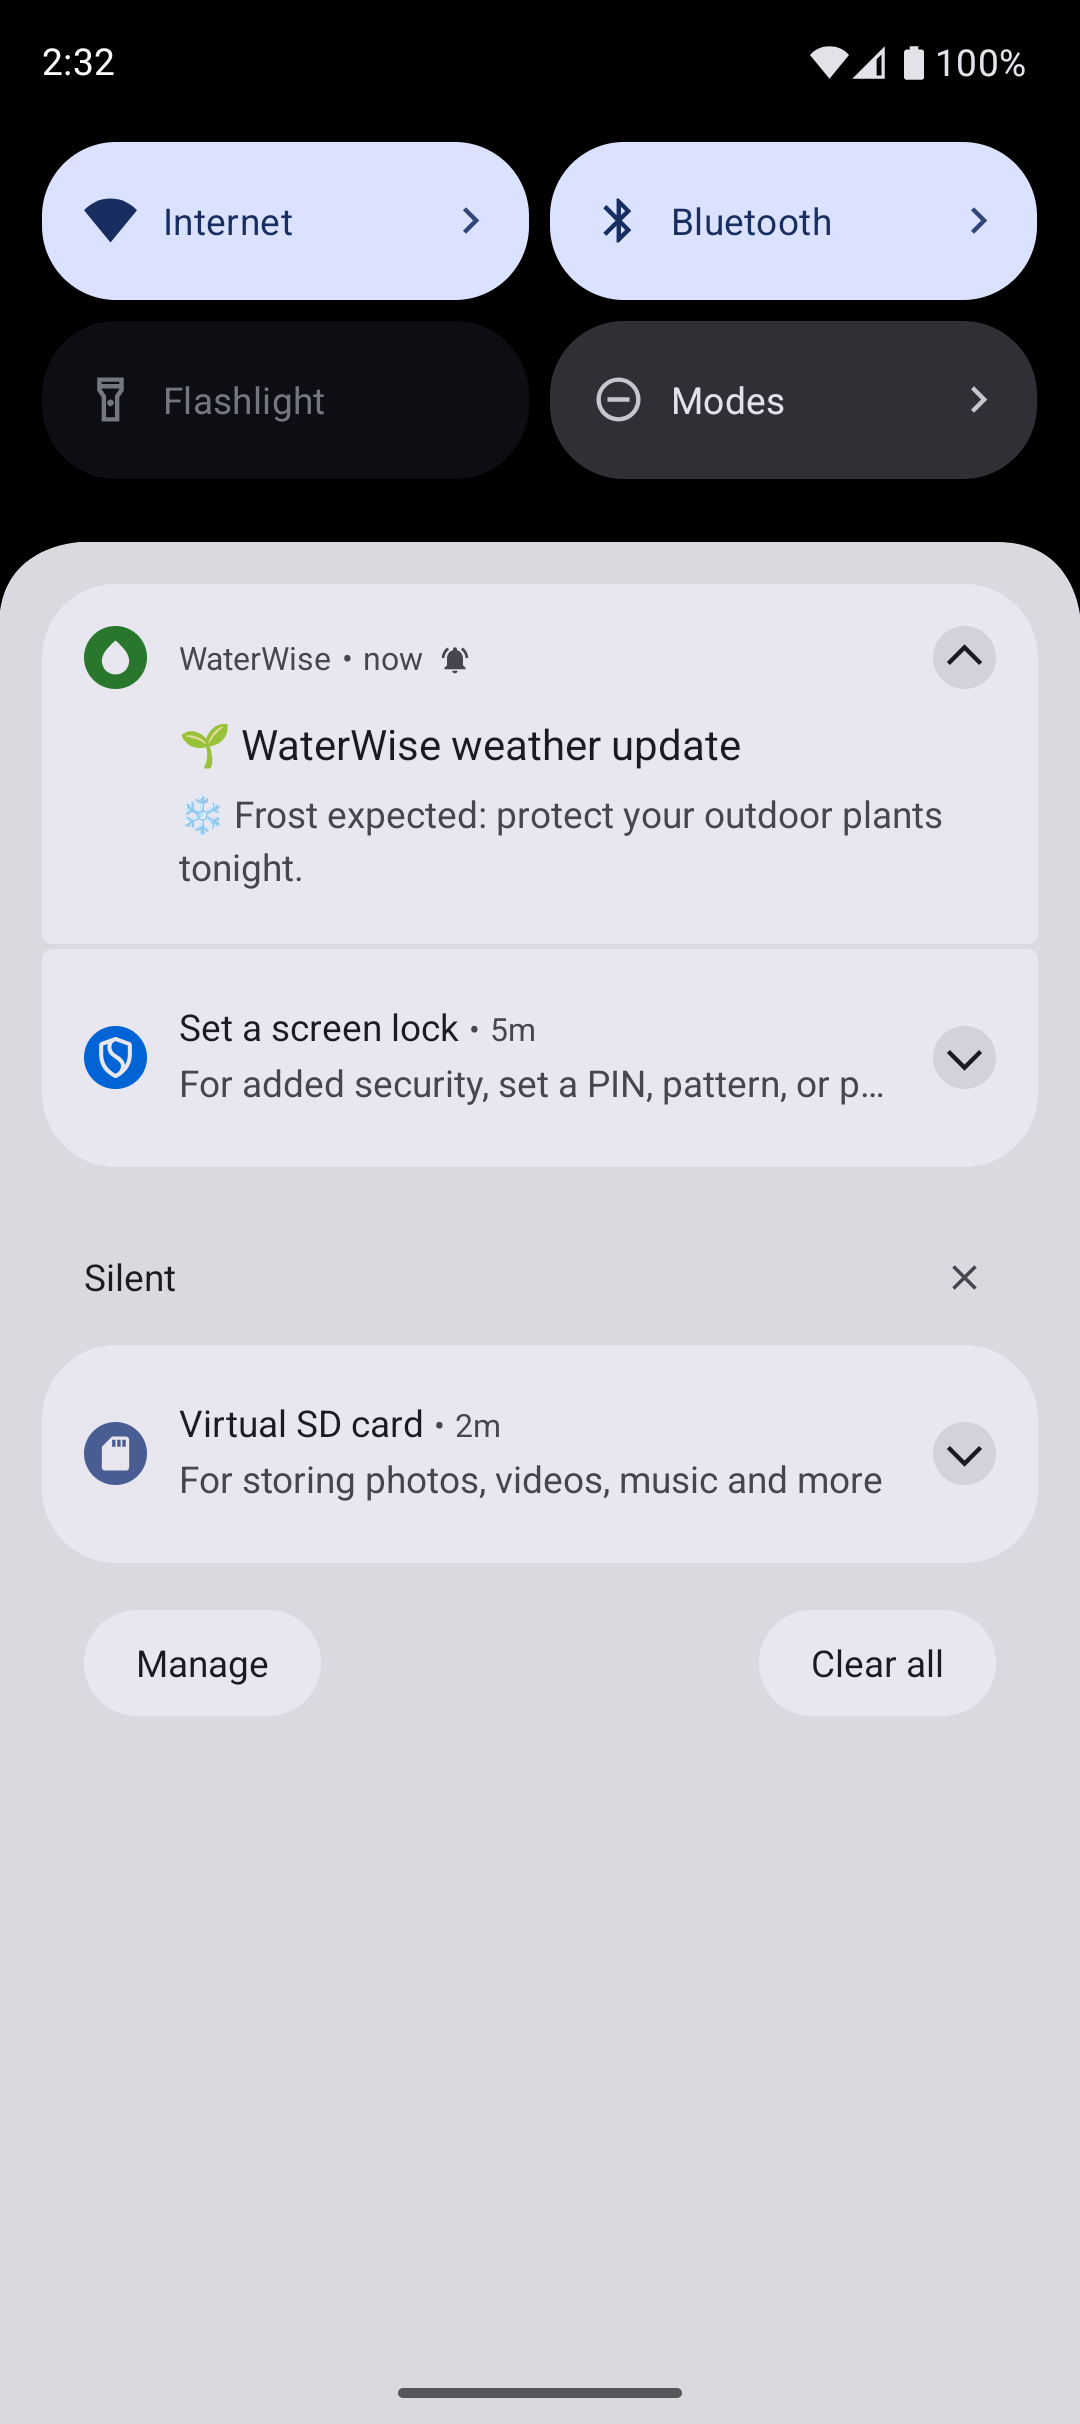 2:32
100%
Internet
Bluetooth
Flashlight
Modes
WaterWise • now
🌱 WaterWise weather update
❄️ Frost expected: protect your outdoor plants
tonight.
Set a screen lock • 5m
For added security, set a PIN, pattern, or p…
Silent
Virtual SD card • 2m
For storing photos, videos, music and more
Manage
Clear all